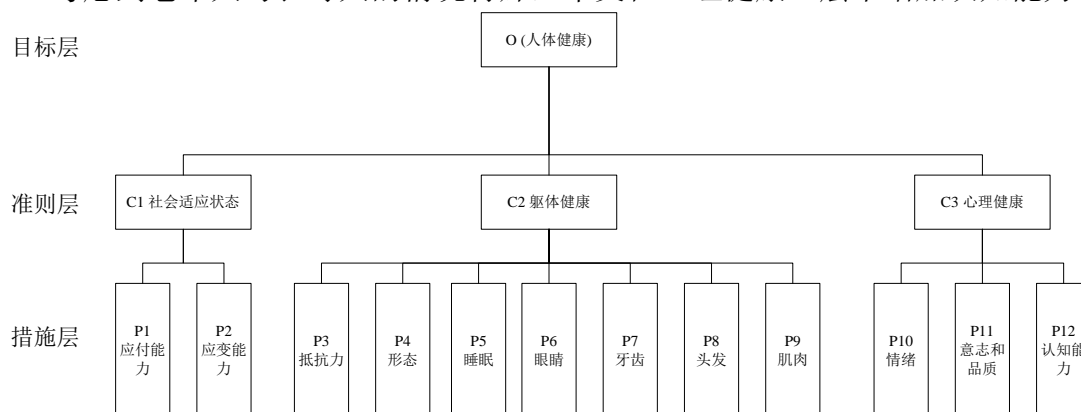 目标层
O (人体健康)
准则层
C1 社会适应状态
C2 躯体健康
C3 心理健康
措施层
P1
应付能
力
P2
应变能
力
P3
抵抗力
P4
形态
P5
睡眠
P6
眼睛
P7
牙齿
P8
头发
P9
肌肉
P10
情绪
P11
意志和
品质
P12
认知能
力